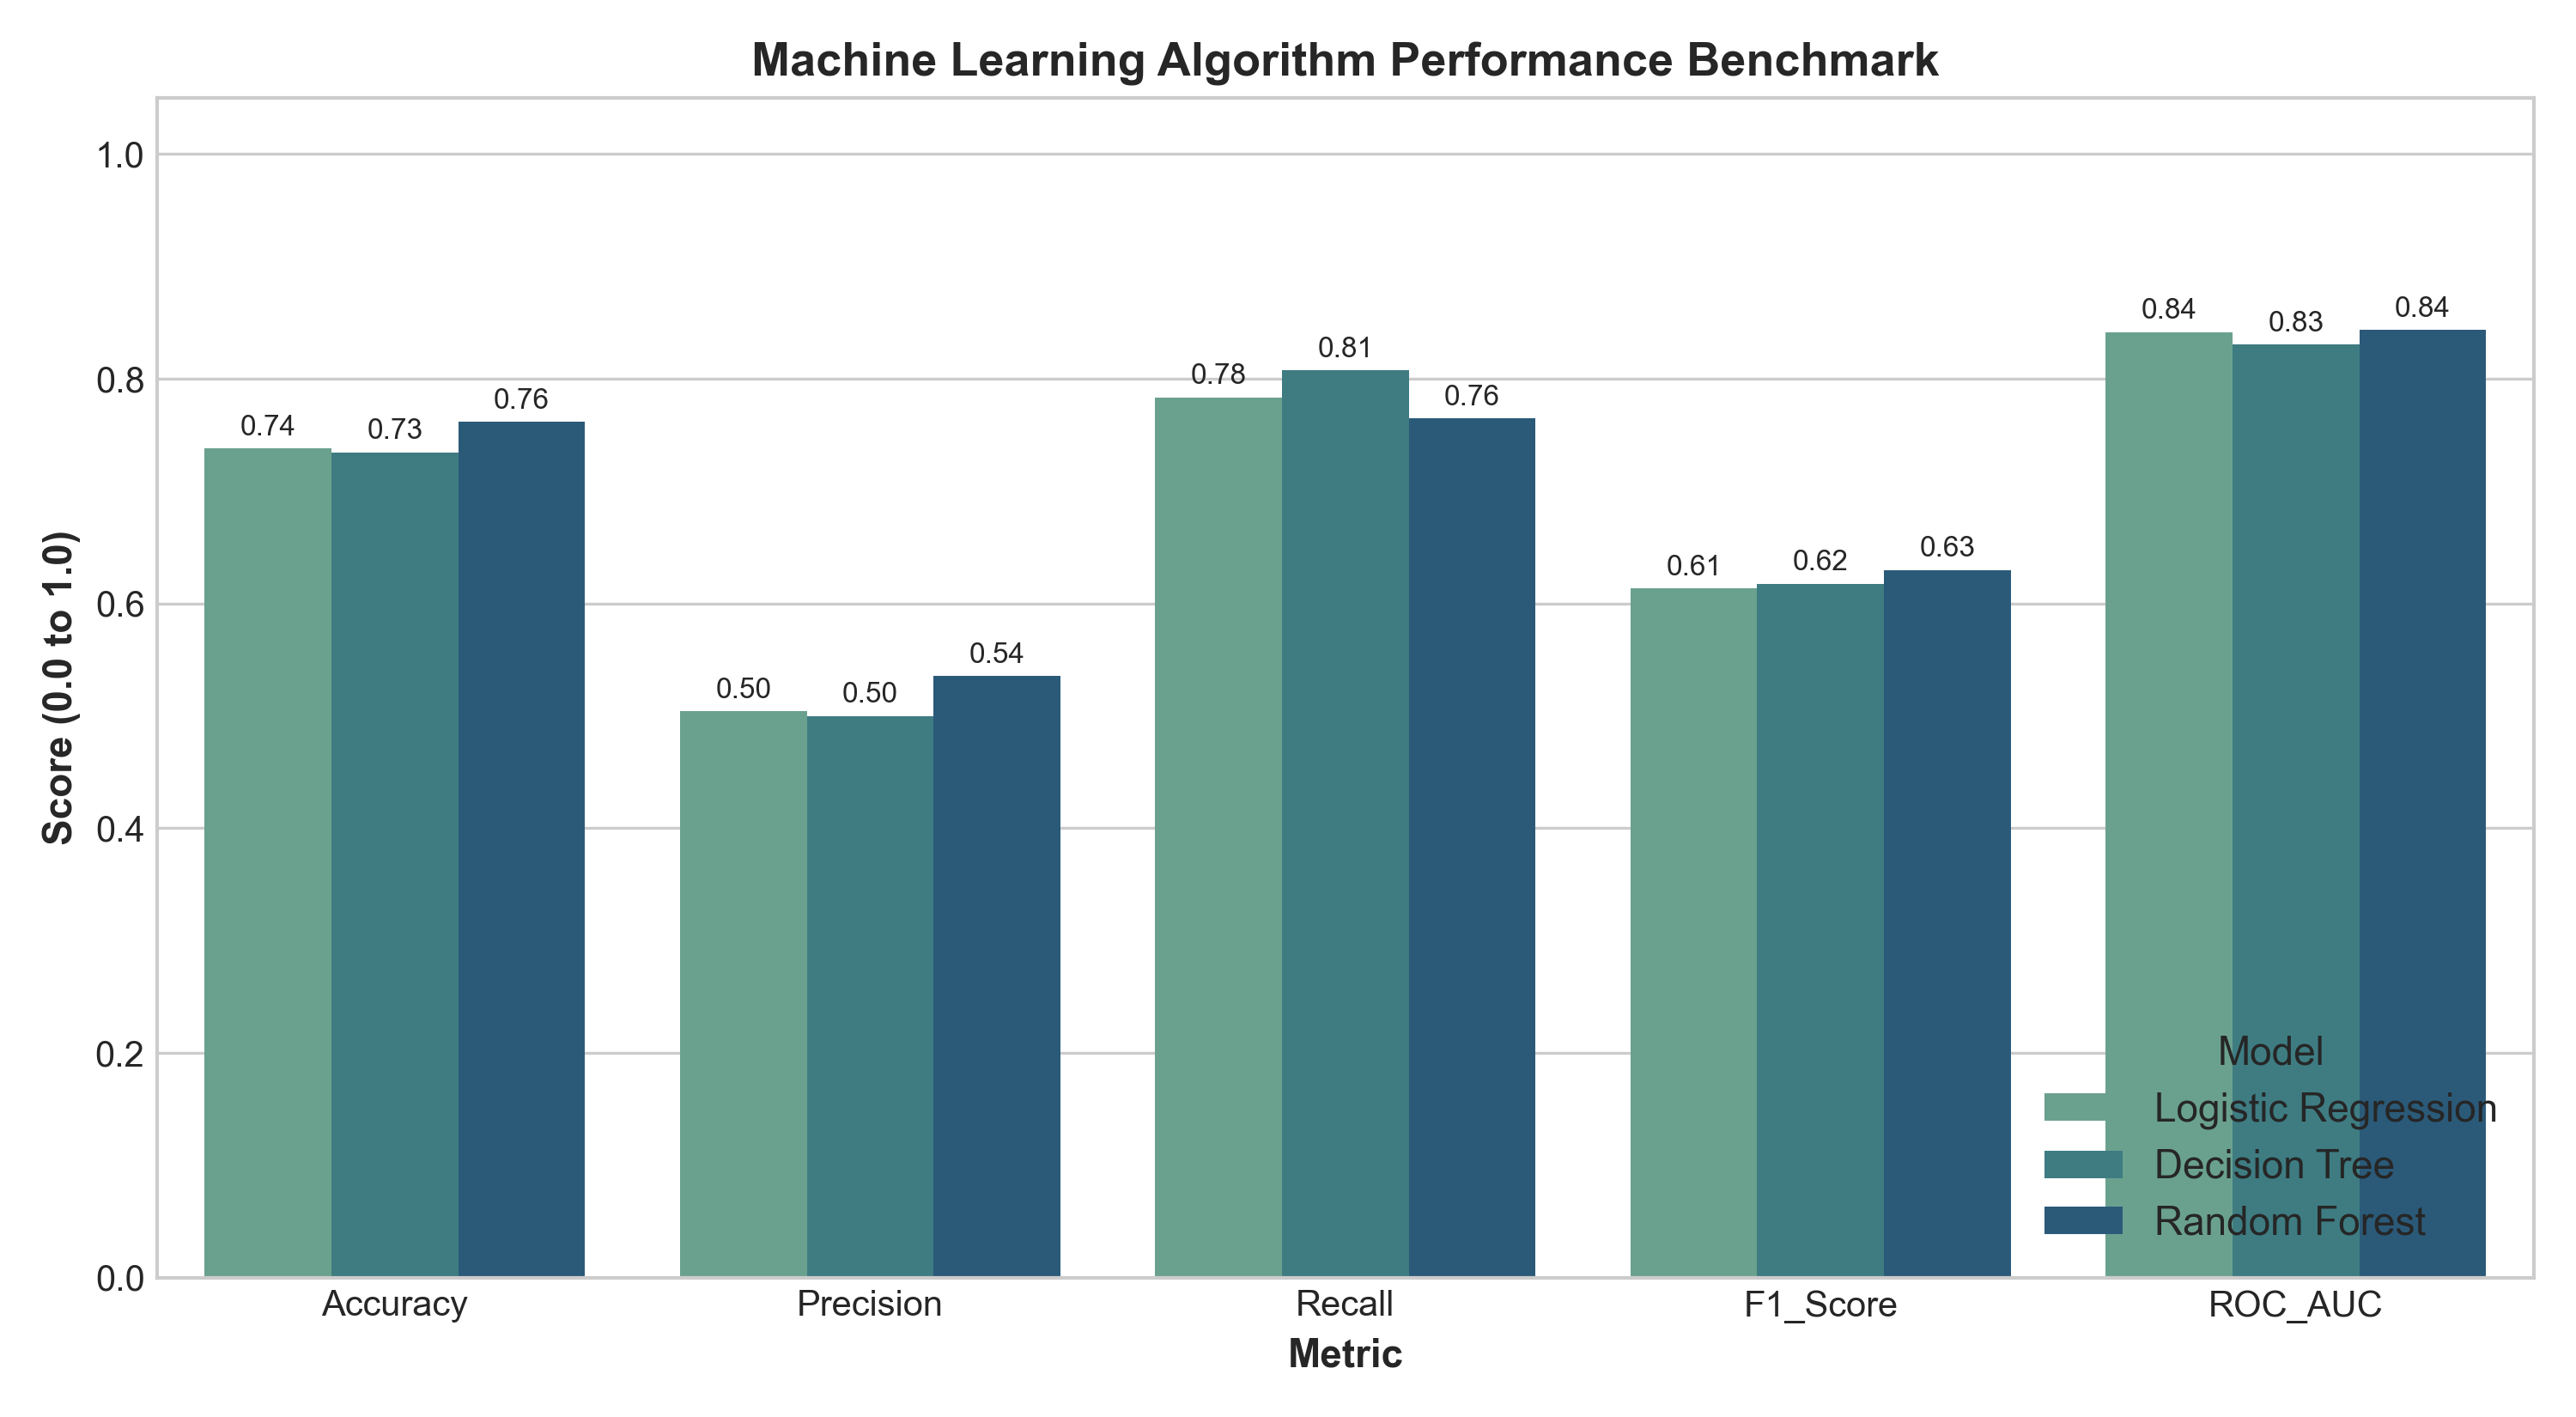 Machine Learning Algorithm Performance Benchmark
Score (0.0 to 1.0)
1.0
0.8
0.6
0.4
0.2
0.0
0.74
0.73
0.76
0.50
0.50
0.54
0.78
0.81
0.76
0.61
0.62
0.63
0.84
0.83
0.84
Model
Logistic Regression
Decision Tree
Random Forest
Accuracy
Precision
Recall
F1_Score
ROC_AUC
Metric